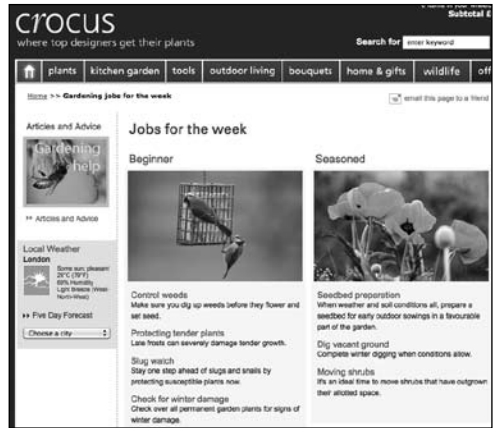 Subtotal £
crocus
where top designers get their plants
Search for enter keyword
plants kitchen garden tools outdoor living bouquets home & gifts wildlife off
Home >> Gardening jobs for the week
email this page to a friend
Articles and Advice
Gardening
help
Articles and Advice
Local Weather
London
Some sun, pleasant
69% Humidity
Light Breeze (West
North-West)
Five Day Forecast
Choose a city
Jobs for the week
Beginner
Control weeds
Make sure you dig up weeds before they flower and
set seed.
Protecting tender plants
Late frosts can severely damage tender growth.
Slug watch
Stay one step ahead of slugs and snails by
protecting susceptible plants now.
Check for winter damage
Check over all permanent garden plants for signs of
winter damage.
Seasoned
Seedbed preparation
When weather and soil conditions all, prepare a
seedbed for early outdoor sowings in a favourable
part of the garden.
Dig vacant ground
Complete winter digging when conditions allow.
Moving shrubs
It's an ideal time to move shrubs that have outgrown
their allotted space.